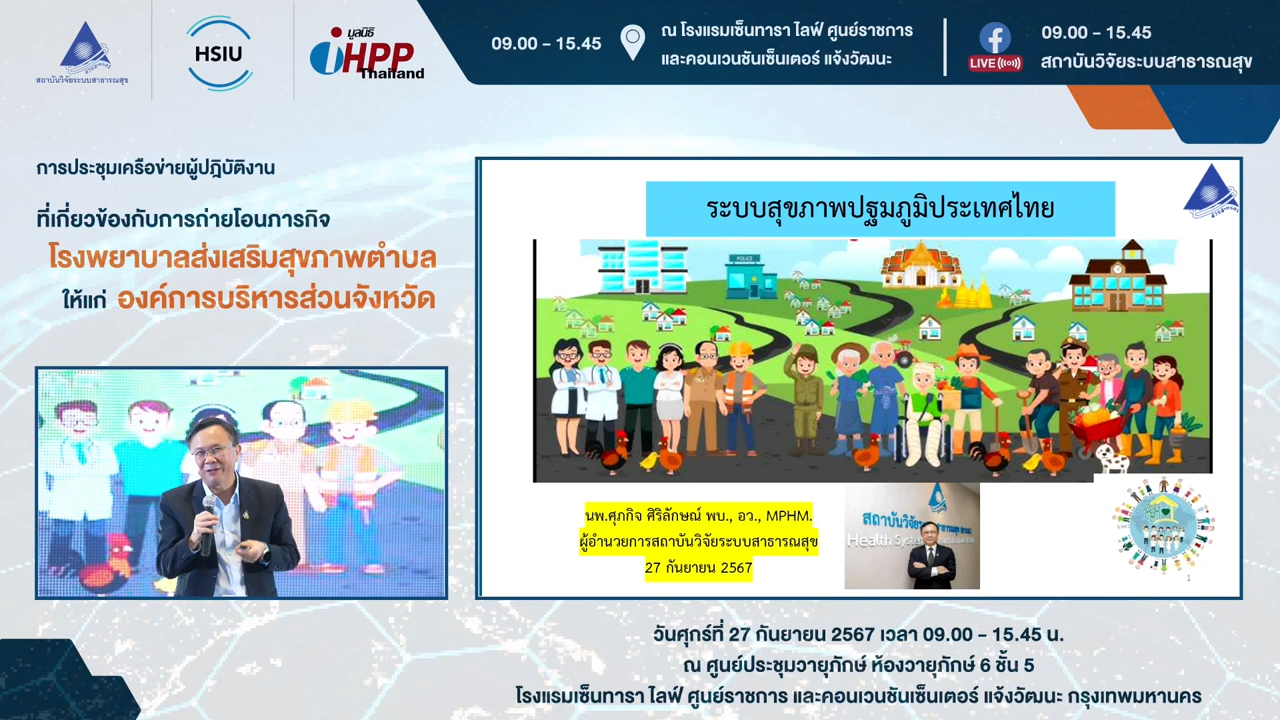 สถาบันวิจัยระบบสาธารณสุข
HSIU
มูลนิธิ
iHPP
Thailand
09.00 - 15.45
ณ โรงแรมเซ็นทารา ไลฟ์ ศูนย์ราชการ
และคอนเวนชันเซ็นเตอร์ แจ้งวัฒนะ
LIVE
09.00 - 15.45
สถาบันวิจัยระบบสาธารณสุข
การประชุมเครือข่ายผู้ปฎิบัติงาน
ที่เกี่ยวข้องกับการถ่ายโอนภารกิจ
โรงพยาบาลส่งเสริมสุขภาพตำบล
ให้แก่ องค์การบริหารส่วนจังหวัด
ระบบสุขภาพปฐมภูมิประเทศไทย
POLICE
นพ.ศุภกิจ ศิริลักษณ์ พบ., อว., MPHM.
ผู้อำนวยการสถาบันวิจัยระบบสาธารณสุข
27 กันยายน 2567
สถาบันวิจัย
Health System
1
วันศุกร์ที่ 27 กันยายน 2567 เวลา 09.00 - 15.45 น.
ณ ศูนย์ประชุมวายุภักษ์ ห้องวายุภักษ์ 6 ชั้น 5
โรงแรมเซ็นทารา ไลฟ์ ศูนย์ราชการ และคอนเวนชันเซ็นเตอร์ แจ้งวัฒนะ กรุงเทพมหานคร